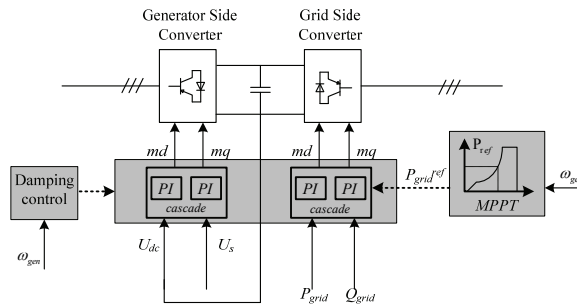 Generator Side
Converter
Grid Side
Converter
md
mq
md
mq
Damping
control
PI
PI
cascade
PI
PI
cascade
P_grid^ref
P_ref
MPPT
ω_ge
U_dc
U_s
ω_gen
P_grid
Q_grid